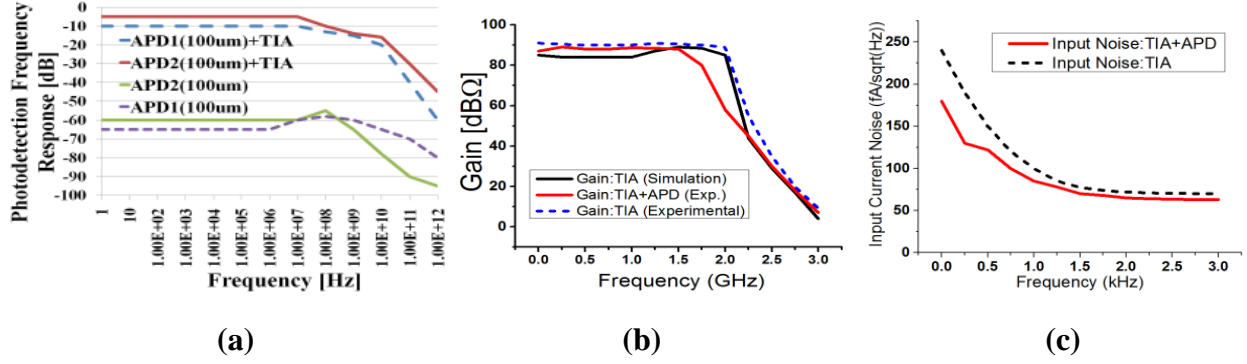 Photodetection Frequency
Response [dB]
0
-10
-20
-30
-40
-50
-60
-70
-80
-90
-100
APD1(100um)+TIA
APD2(100um)+TIA
APD2(100um)
APD1(100um)
1
10
1.00E+02
1.00E+03
1.00E+04
1.00E+05
1.00E+06
1.00E+07
1.00E+08
1.00E+09
1.00E+10
1.00E+11
1.00E+12
Frequency [Hz]
(a)
Gain [dBΩ]
100
80
60
40
20
0
Gain:TIA (Simulation)
Gain:TIA+APD (Exp.)
Gain:TIA (Experimental)
0.0
0.5
1.0
1.5
2.0
2.5
3.0
Frequency (GHz)
(b)
Input Current Noise (fA/sqrt(Hz)
250
200
150
100
50
0
Input Noise:TIA+APD
Input Noise:TIA
0.0
0.5
1.0
1.5
2.0
2.5
3.0
Frequency (kHz)
(c)